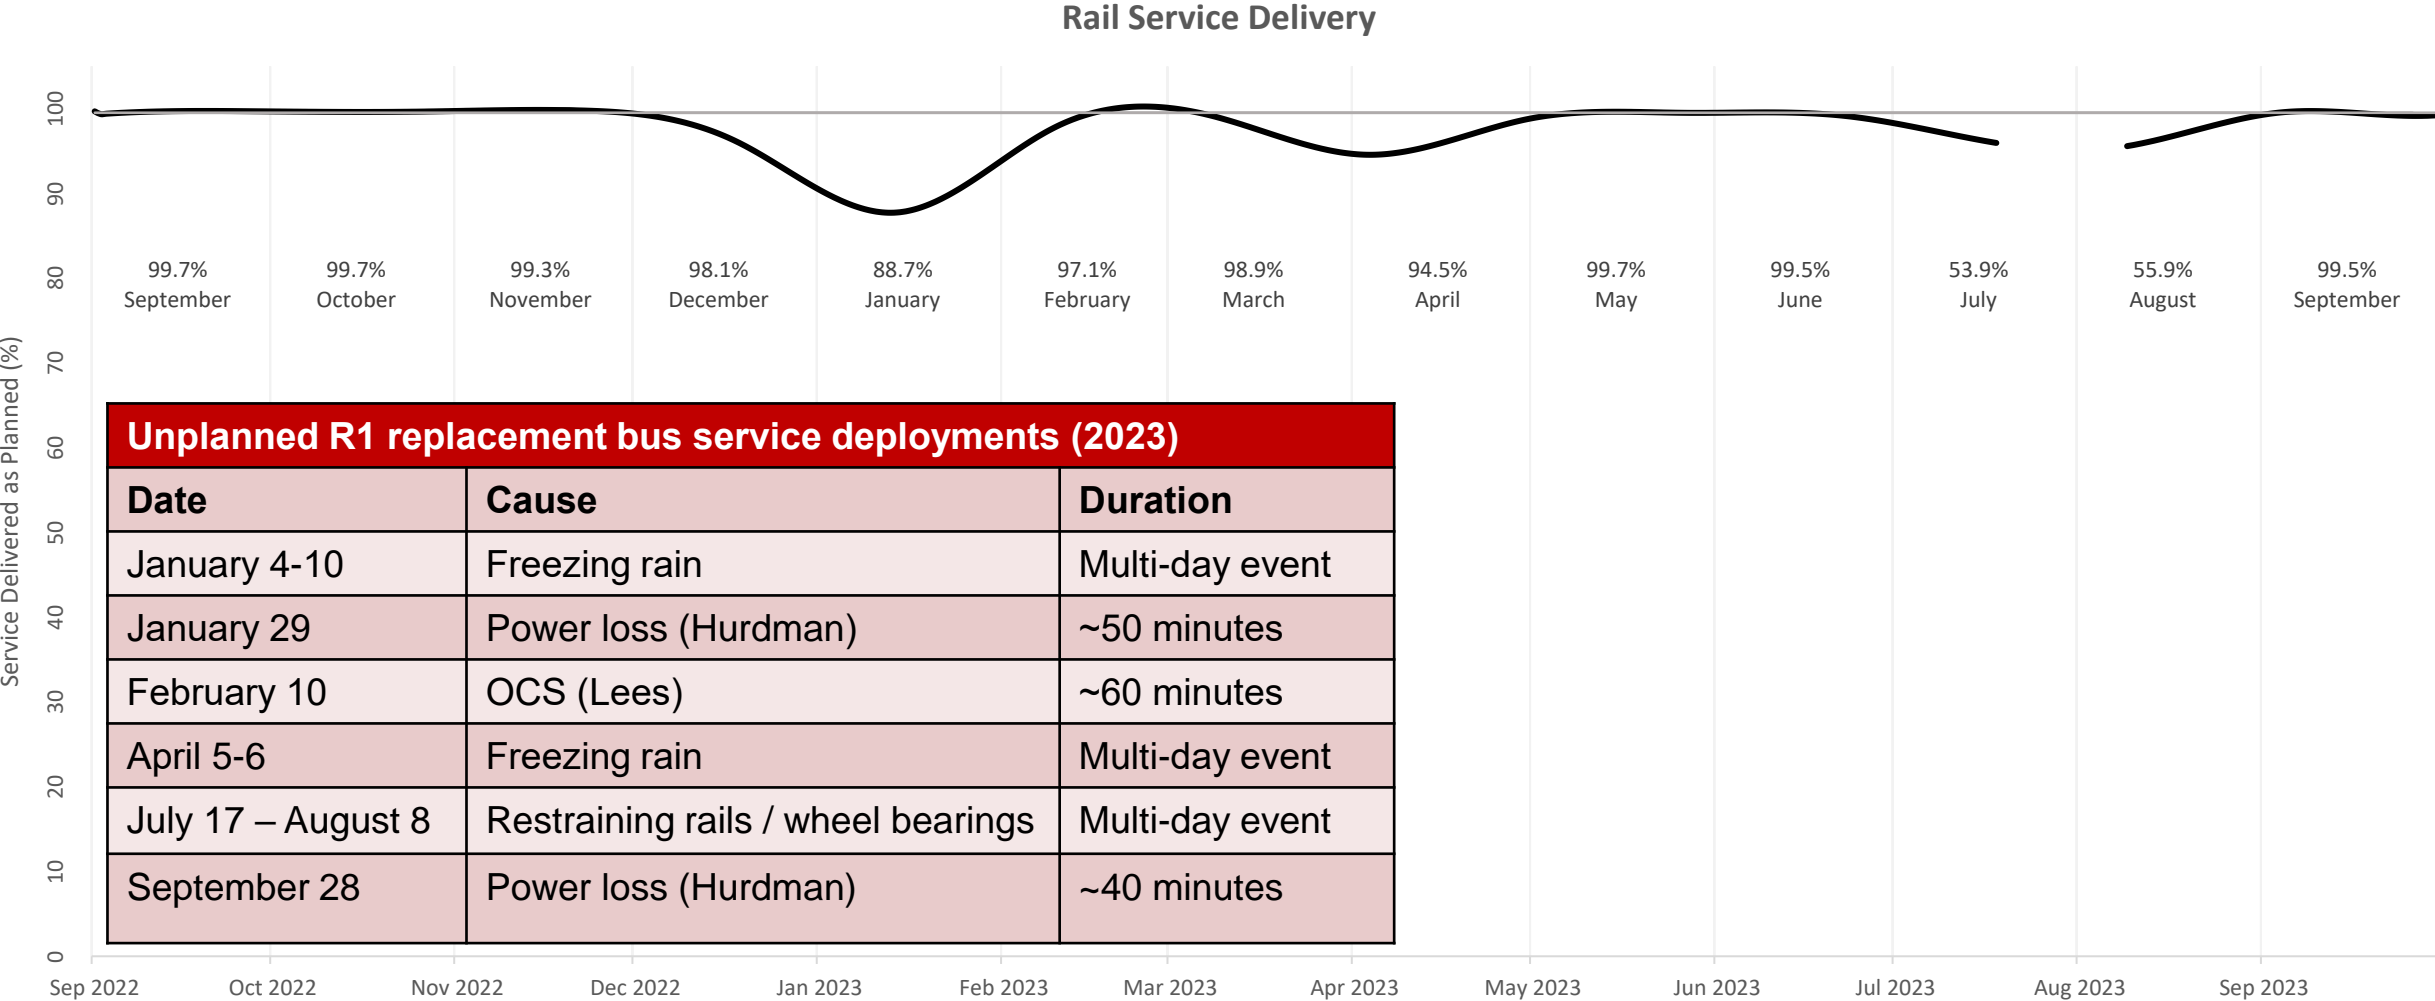 Rail Service Delivery
Service Delivered as Planned (%)
100
90
80
70
60
50
40
30
20
10
0
99.7% 99.7% 99.3% 98.1% 88.7% 97.1% 98.9% 94.5% 99.7% 99.5% 53.9% 55.9% 99.5%
September October November December January February March April May June July August September
Unplanned R1 replacement bus service deployments (2023)
Date Cause Duration
January 4-10 Freezing rain Multi-day event
January 29 Power loss (Hurdman) ~50 minutes
February 10 OCS (Lees) ~60 minutes
April 5-6 Freezing rain Multi-day event
July 17 – August 8 Restraining rails / wheel bearings Multi-day event
September 28 Power loss (Hurdman) ~40 minutes
Sep 2022 Oct 2022 Nov 2022 Dec 2022 Jan 2023 Feb 2023 Mar 2023 Apr 2023 May 2023 Jun 2023 Jul 2023 Aug 2023 Sep 2023